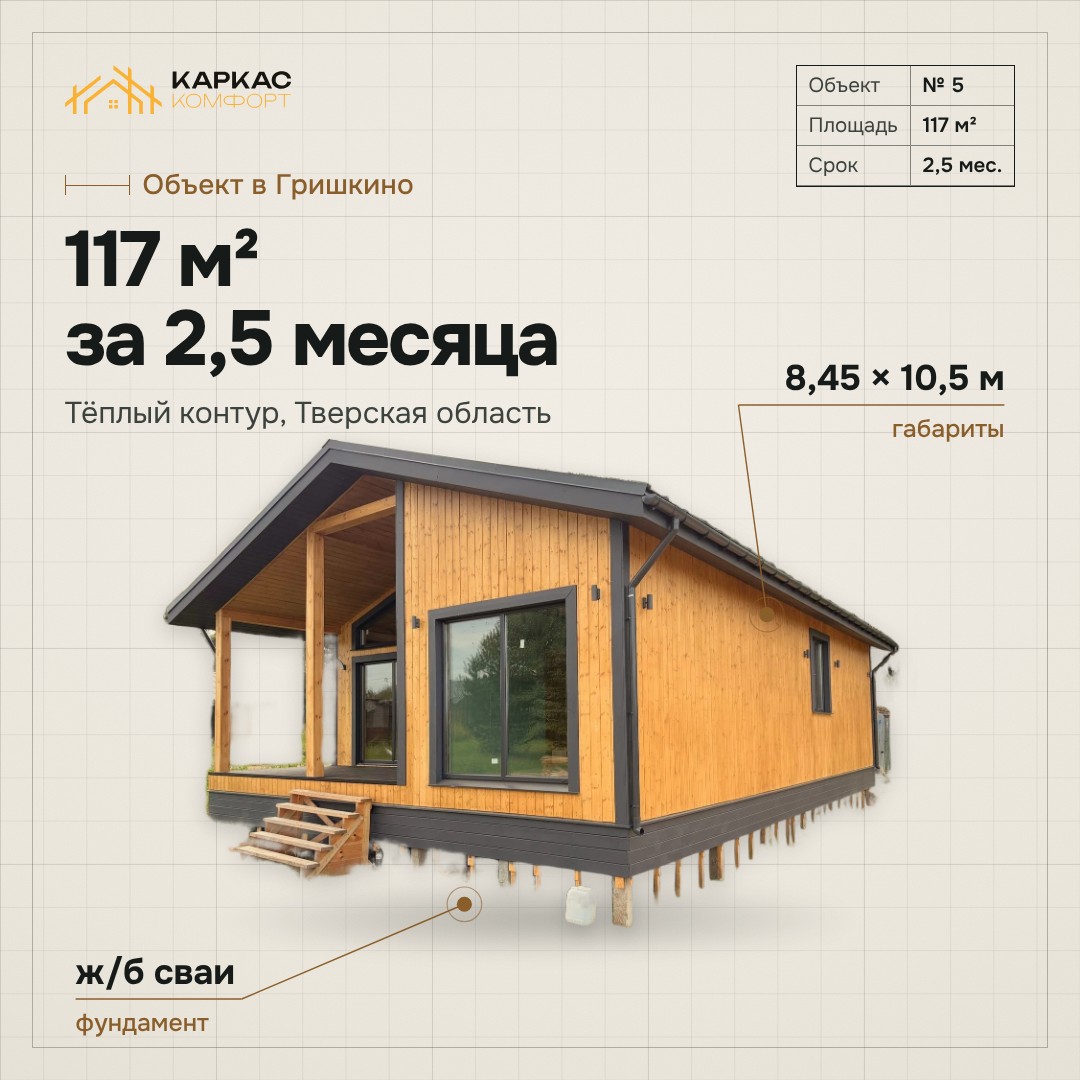 КАРКАС
КОМФОРТ
Объект № 5
Площадь 117 м²
Срок 2,5 мес.
Объект в Гришкино
117 м²
за 2,5 месяца
Тёплый контур, Тверская область
8,45 × 10,5 м
габариты
ж/б сваи
фундамент